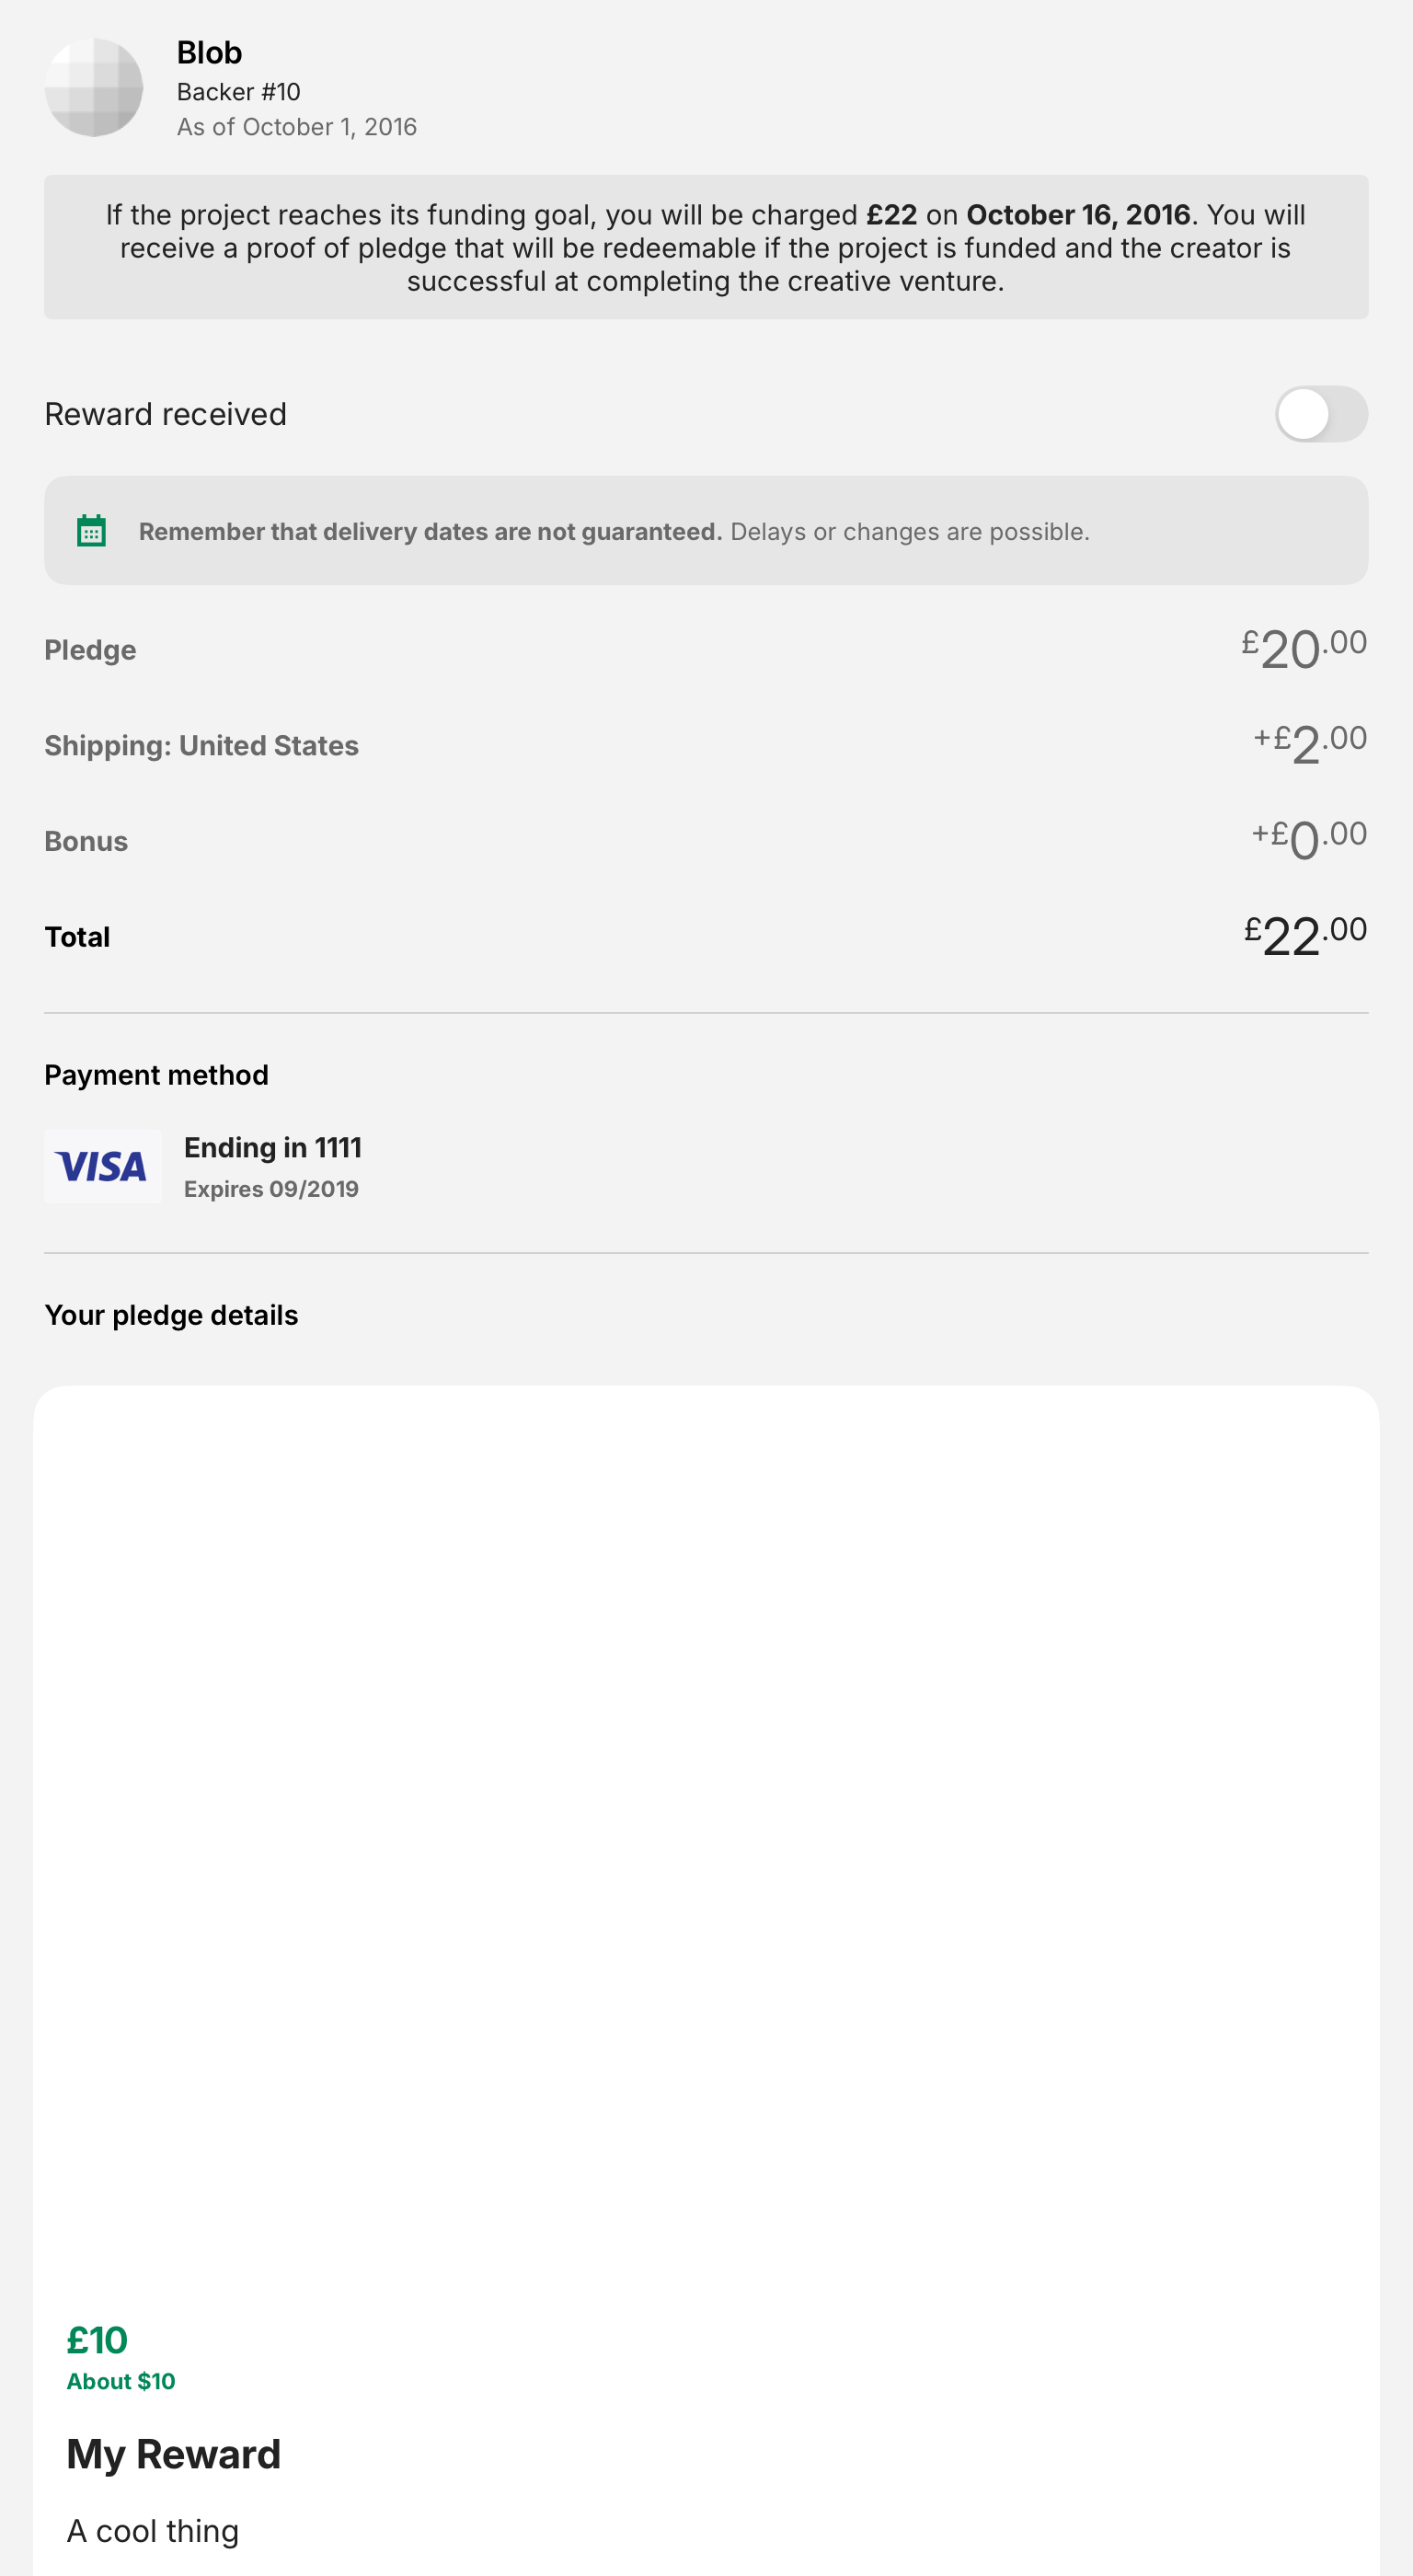 Blob
Backer #10
As of October 1, 2016
If the project reaches its funding goal, you will be charged £22 on October 16, 2016. You will
receive a proof of pledge that will be redeemable if the project is funded and the creator is
successful at completing the creative venture.
Reward received
Remember that delivery dates are not guaranteed. Delays or changes are possible.
Pledge £20.00
Shipping: United States +£2.00
Bonus +£0.00
Total £22.00
Payment method
VISA Ending in 1111
Expires 09/2019
Your pledge details
£10
About $10
My Reward
A cool thing